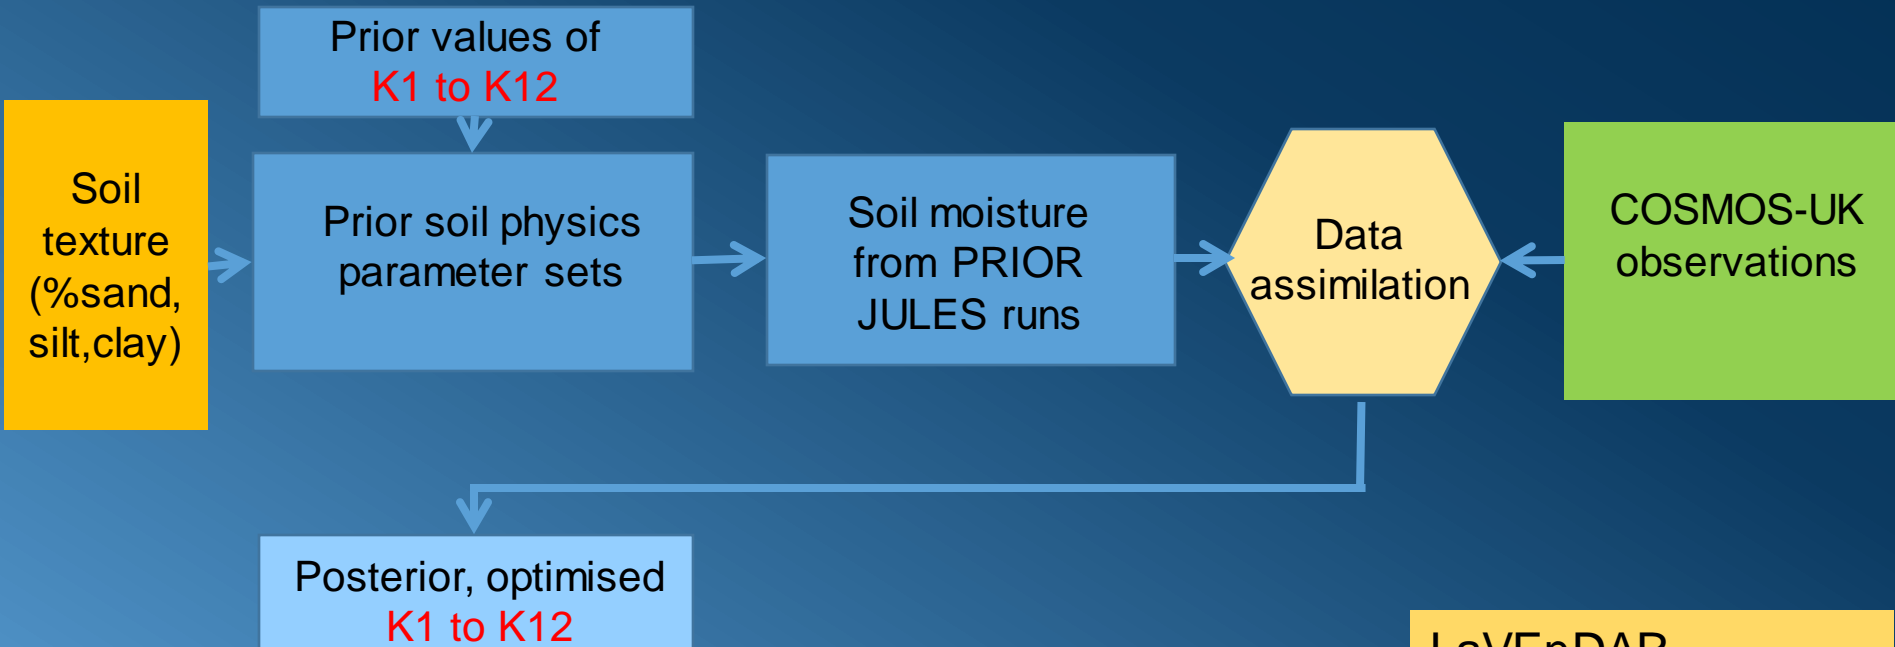 Prior values of
K1 to K12
Soil
texture
(%sand,
silt,clay)
Prior soil physics
parameter sets
Soil moisture
from PRIOR
JULES runs
Data
assimilation
COSMOS-UK
observations
Posterior, optimised
K1 to K12
LaVEnDAR